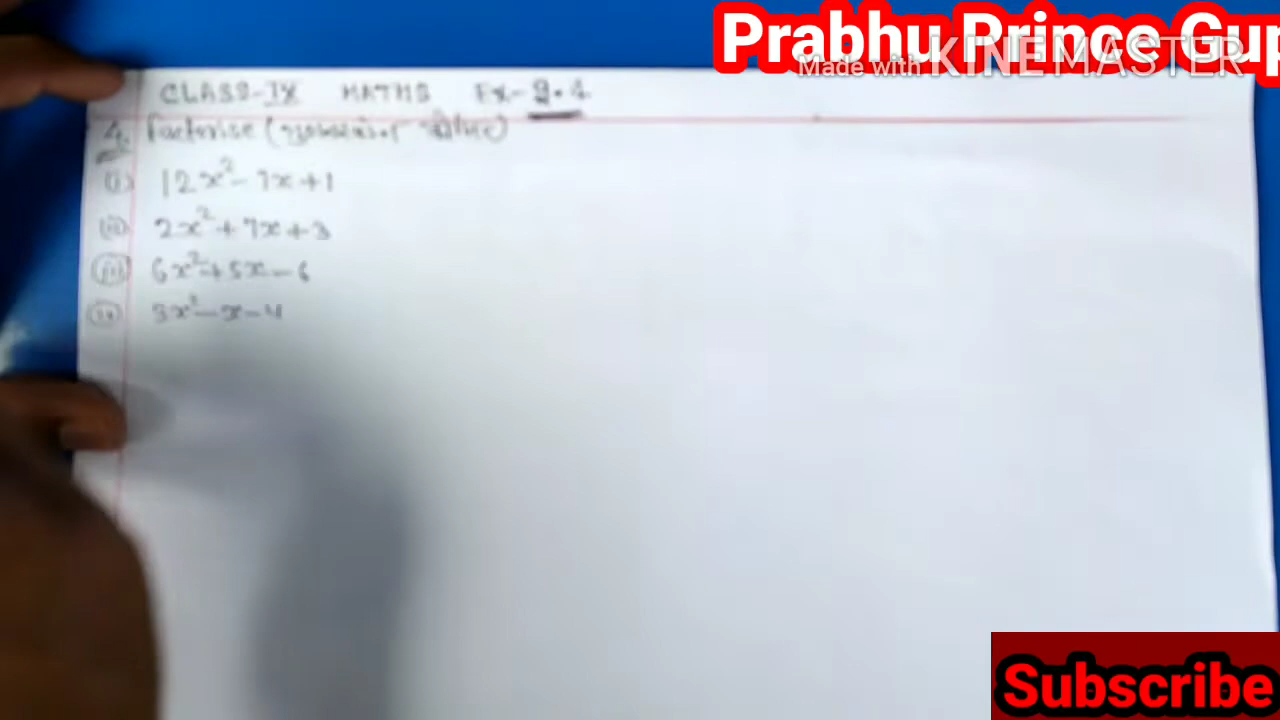 Prabhu Prince Gup
Made with KINEMASTER
CLASS-IX MATHS Ex- 2.4
4. Factorise (गुणनखंड कीजिए)
(i) 12x² - 7x + 1
(ii) 2x² + 7x + 3
(iii) 6x² + 5x - 6
(iv) 3x² - x - 4
Subscribe